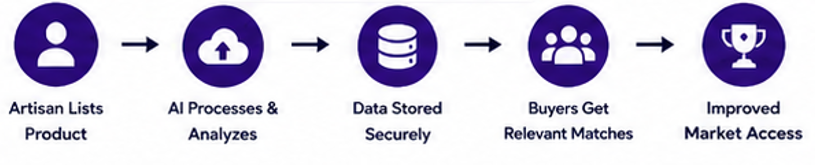 Artisan Lists
Product
AI Processes &
Analyzes
Data Stored
Securely
Buyers Get
Relevant Matches
Improved
Market Access